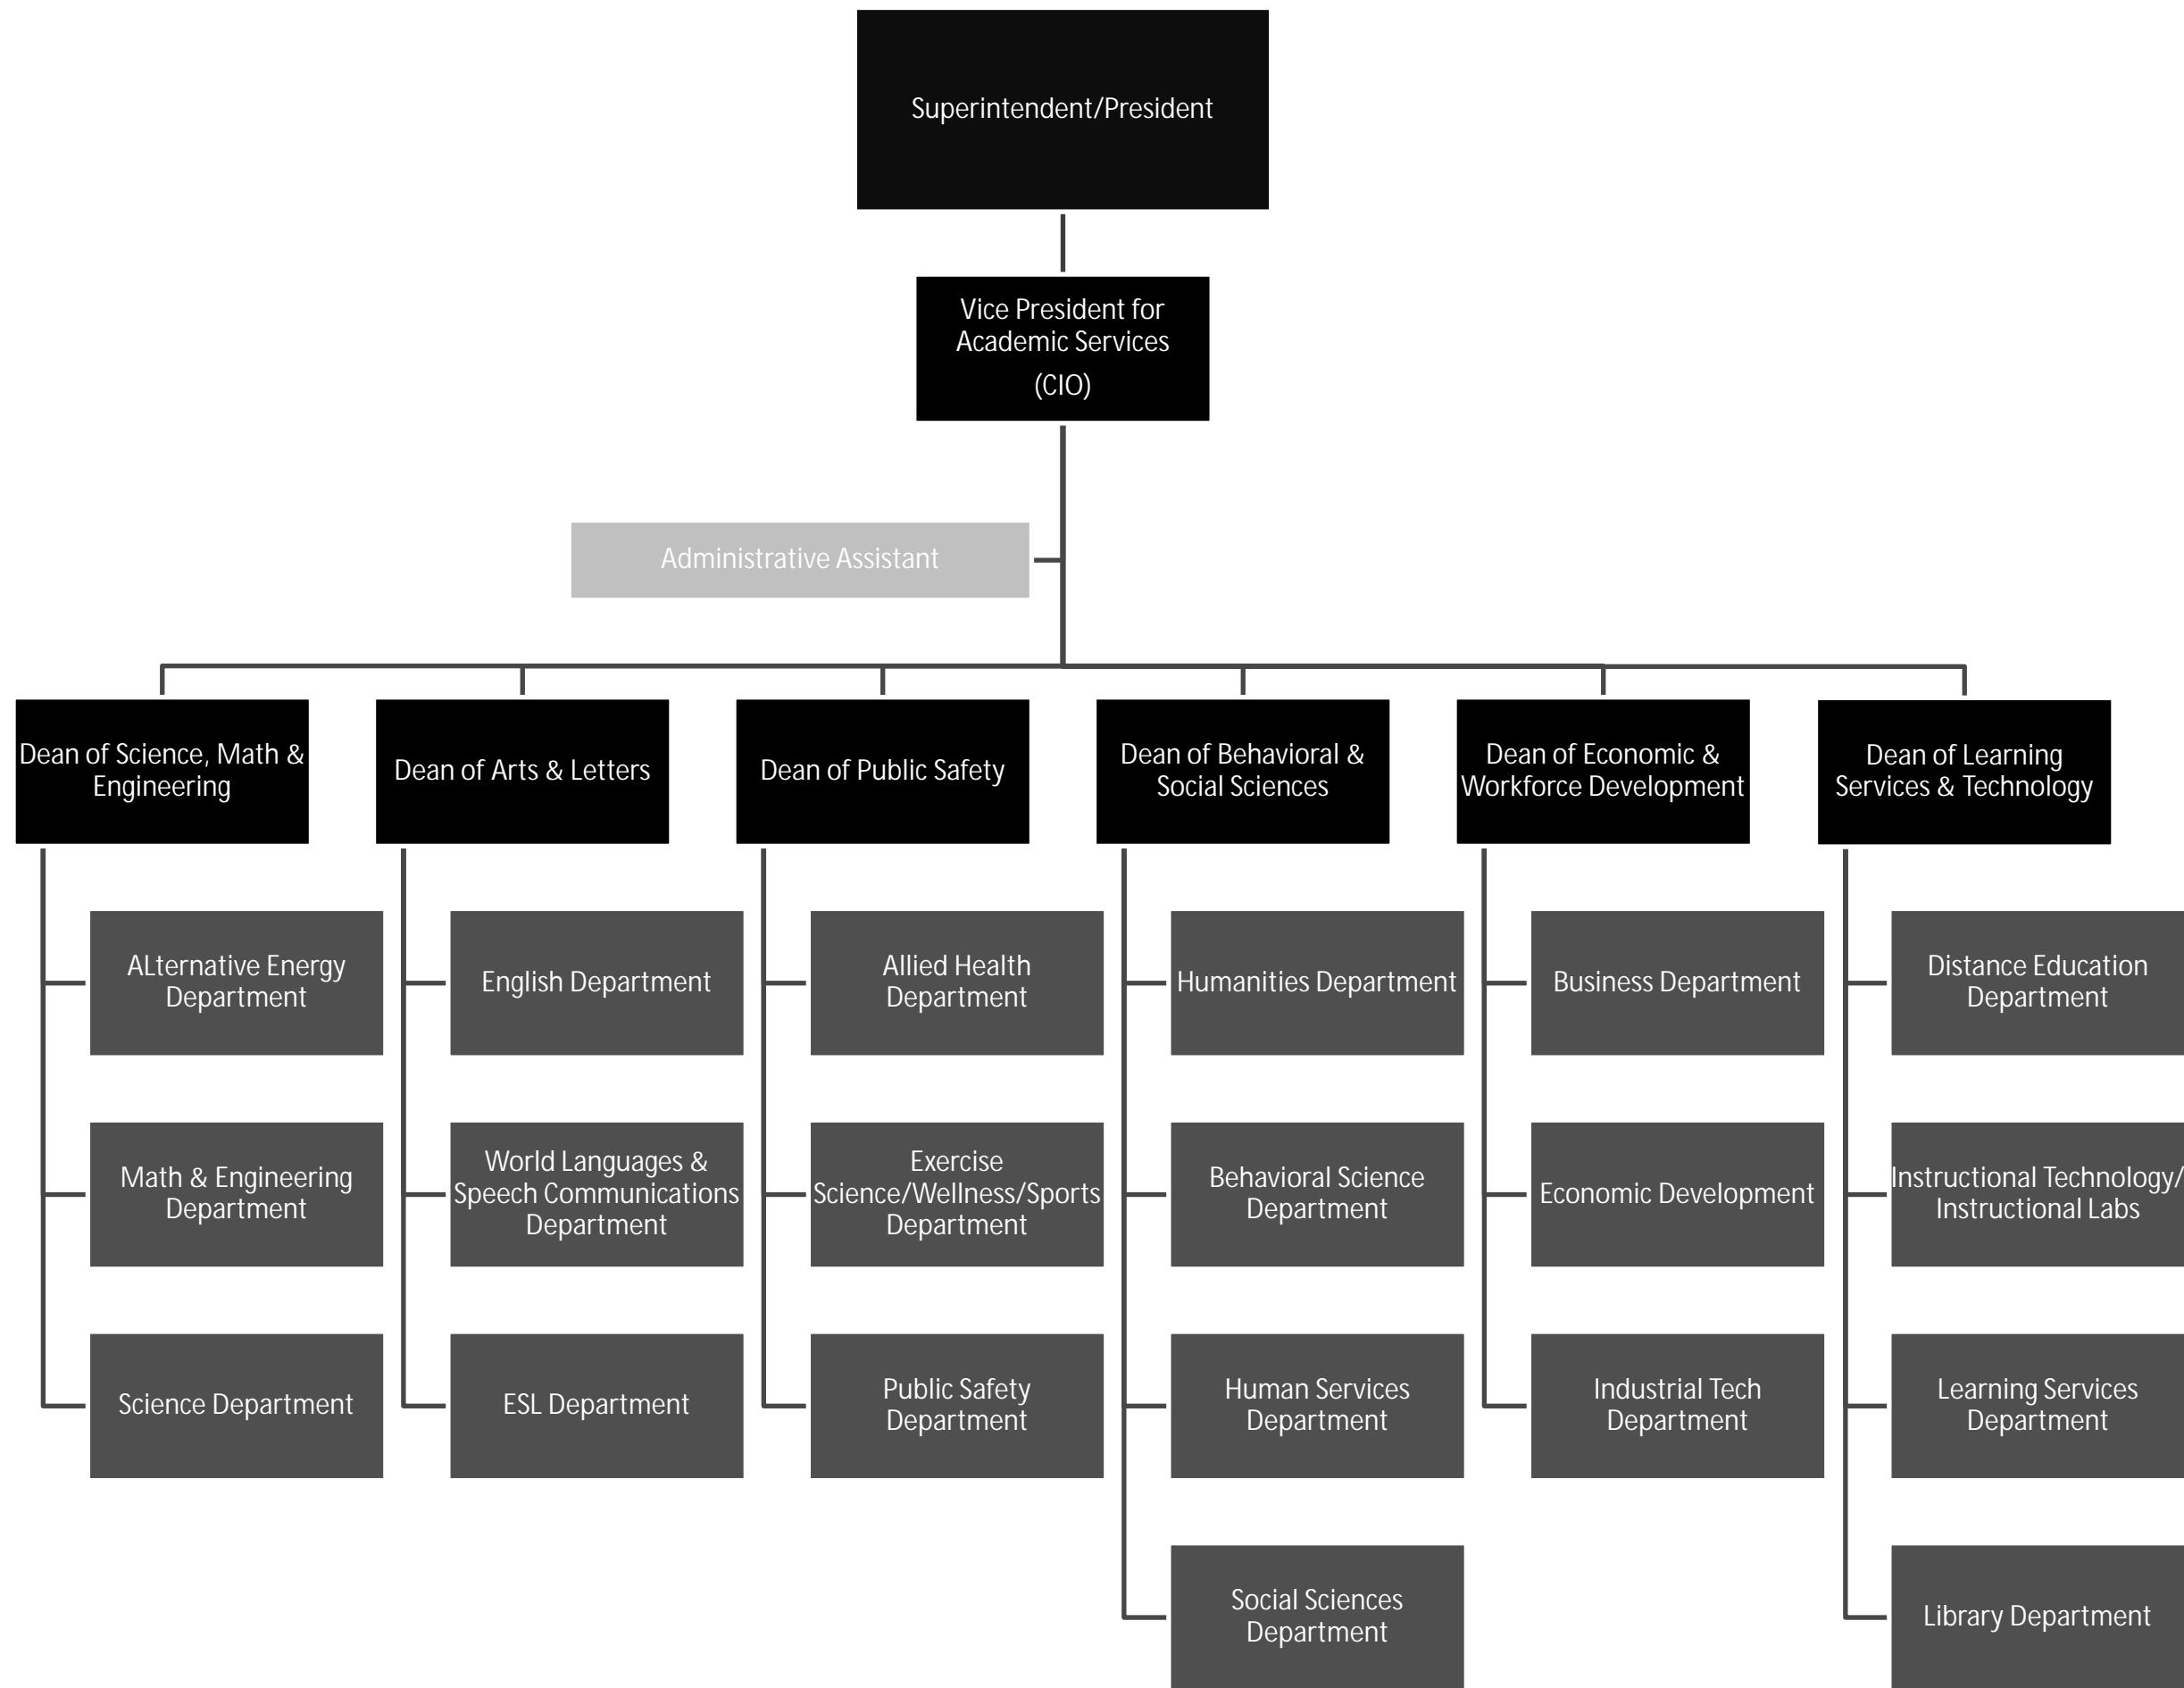 Superintendent/President
Vice President for
Academic Services
(CIO)
Administrative Assistant
Dean of Science, Math &
Engineering
Dean of Arts & Letters
Dean of Public Safety
Dean of Behavioral &
Social Sciences
Dean of Economic &
Workforce Development
Dean of Learning
Services & Technology
ALternative Energy
Department
Math & Engineering
Department
Science Department
English Department
World Languages &
Speech Communications
Department
ESL Department
Allied Health
Department
Exercise
Science/Wellness/Sports
Department
Public Safety
Department
Humanities Department
Behavioral Science
Department
Human Services
Department
Social Sciences
Department
Business Department
Economic Development
Industrial Tech
Department
Distance Education
Department
Instructional Technology/
Instructional Labs
Learning Services
Department
Library Department